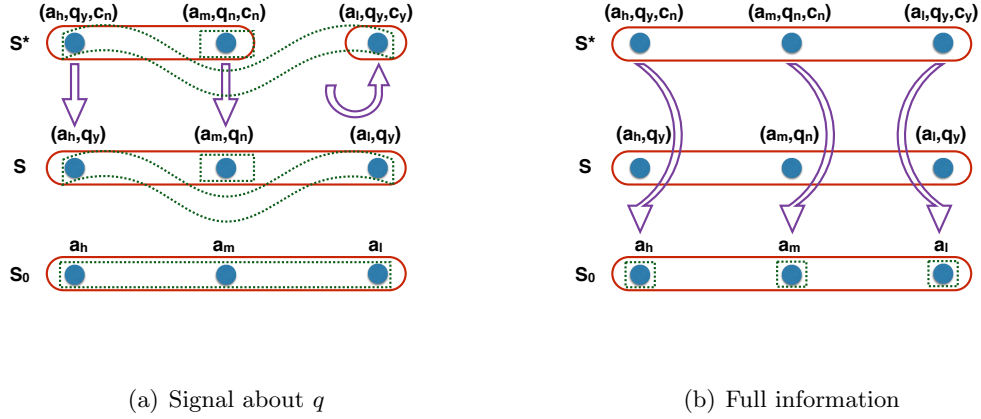 (ah,qy,cn) (am,qn,cn) (al,qy,cy)
S*
(ah,qy) (am,qn) (al,qy)
S
ah am al
S0
(a) Signal about q
(ah,qy,cn) (am,qn,cn) (al,qy,cy)
S*
(ah,qy) (am,qn) (al,qy)
S
ah am al
S0
(b) Full information